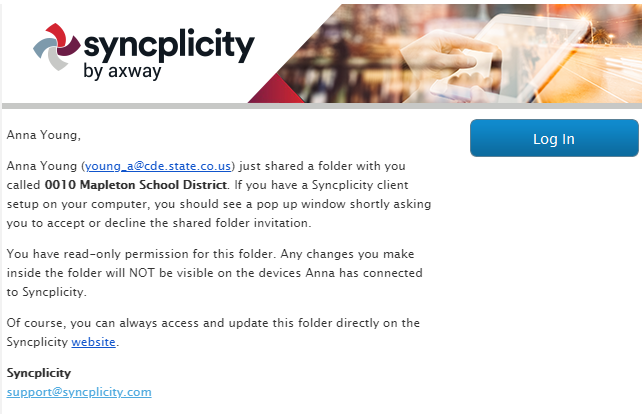 syncplicity
by axway
Anna Young,
Log In
Anna Young (young_a@cde.state.co.us) just shared a folder with you
called 0010 Mapleton School District. If you have a Syncplicity client
setup on your computer, you should see a pop up window shortly asking
you to accept or decline the shared folder invitation.
You have read-only permission for this folder. Any changes you make
inside the folder will NOT be visible on the devices Anna has connected
to Syncplicity.
Of course, you can always access and update this folder directly on the
Syncplicity website.
Syncplicity
support@syncplicity.com